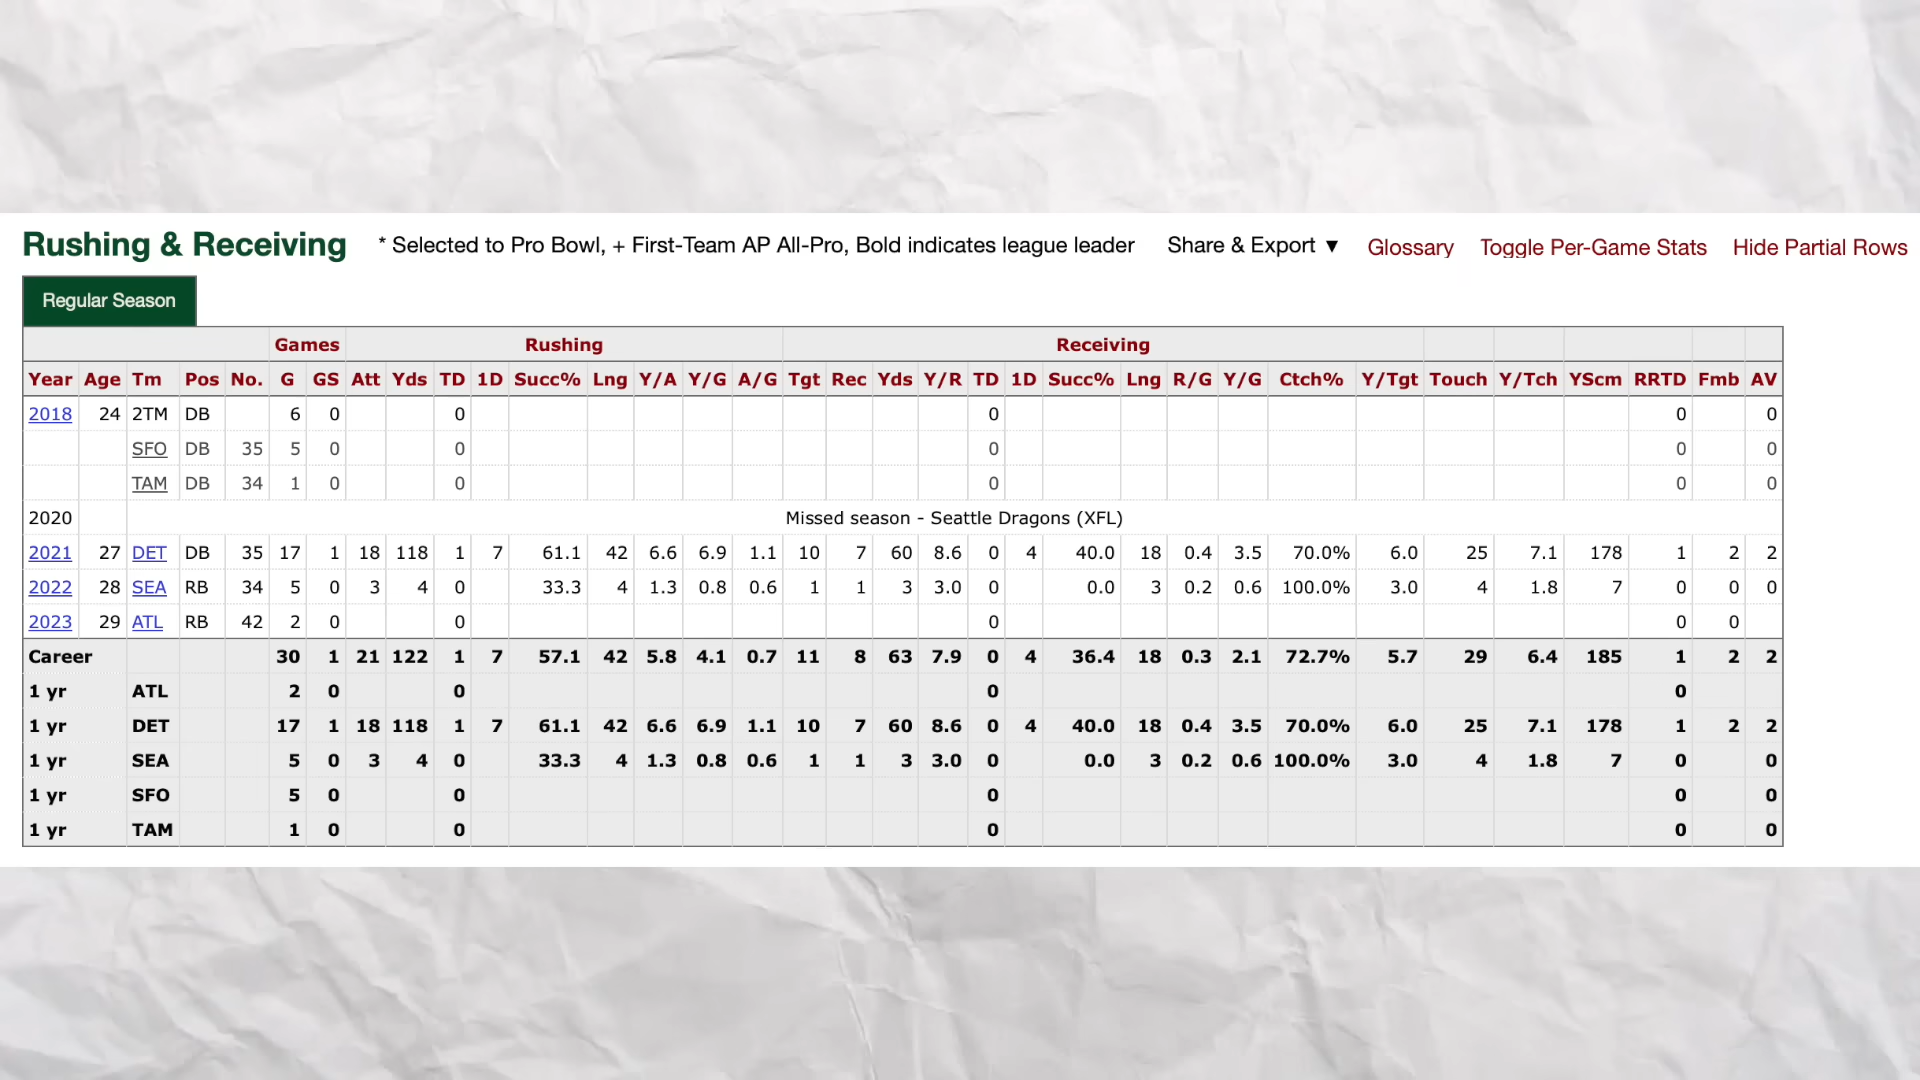 Rushing & Receiving * Selected to Pro Bowl, + First-Team AP All-Pro, Bold indicates league leader Share & Export ▼ Glossary Toggle Per-Game Stats Hide Partial Rows
Regular Season
Games Rushing Receiving
Year Age Tm Pos No. G GS Att Yds TD 1D Succ% Lng Y/A Y/G A/G Tgt Rec Yds Y/R TD 1D Succ% Lng R/G Y/G Ctch% Y/Tgt Touch Y/Tch YScm RRTD Fmb AV
2018 24 2TM DB 6 0 0 0 0 0
SFO DB 35 5 0 0 0 0 0
TAM DB 34 1 0 0 0 0 0
2020 Missed season - Seattle Dragons (XFL)
2021 27 DET DB 35 17 1 18 118 1 7 61.1 42 6.6 6.9 1.1 10 7 60 8.6 0 4 40.0 18 0.4 3.5 70.0% 6.0 25 7.1 178 1 2 2
2022 28 SEA RB 34 5 0 3 4 0 33.3 4 1.3 0.8 0.6 1 1 3 3.0 0 0.0 3 0.2 0.6 100.0% 3.0 4 1.8 7 0 0 0
2023 29 ATL RB 42 2 0 0 0 0 0
Career 30 1 21 122 1 7 57.1 42 5.8 4.1 0.7 11 8 63 7.9 0 4 36.4 18 0.3 2.1 72.7% 5.7 29 6.4 185 1 2 2
1 yr ATL 2 0 0 0 0
1 yr DET 17 1 18 118 1 7 61.1 42 6.6 6.9 1.1 10 7 60 8.6 0 4 40.0 18 0.4 3.5 70.0% 6.0 25 7.1 178 1 2 2
1 yr SEA 5 0 3 4 0 33.3 4 1.3 0.8 0.6 1 1 3 3.0 0 0.0 3 0.2 0.6 100.0% 3.0 4 1.8 7 0 0 0
1 yr SFO 5 0 0 0 0 0
1 yr TAM 1 0 0 0 0 0